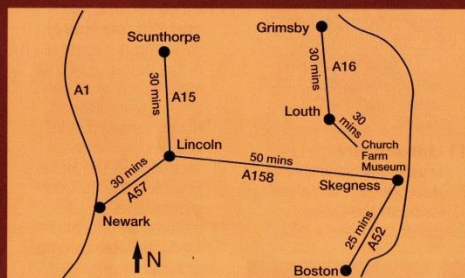 Scunthorpe
Grimsby
A1
30 mins
A15
30 mins
A16
Louth
30
mins
Church
Farm
Museum
Lincoln
50 mins
A158
Skegness
30 mins
A57
Newark
25 mins
A52
N
Boston